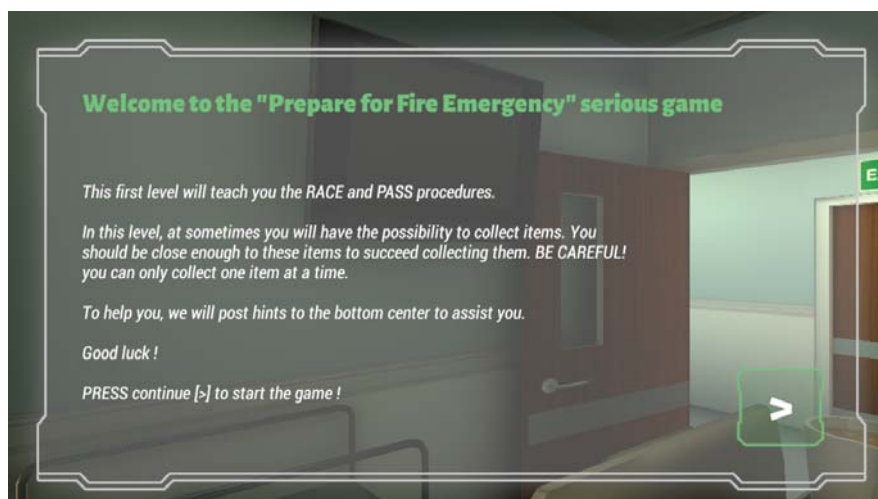 Welcome to the "Prepare for Fire Emergency" serious game
This first level will teach you the RACE and PASS procedures.
In this level, at sometimes you will have the possibility to collect items. You
should be close enough to these items to succeed collecting them. BE CAREFUL!
you can only collect one item at a time.
To help you, we will post hints to the bottom center to assist you.
Good luck !
PRESS continue [>] to start the game !
>